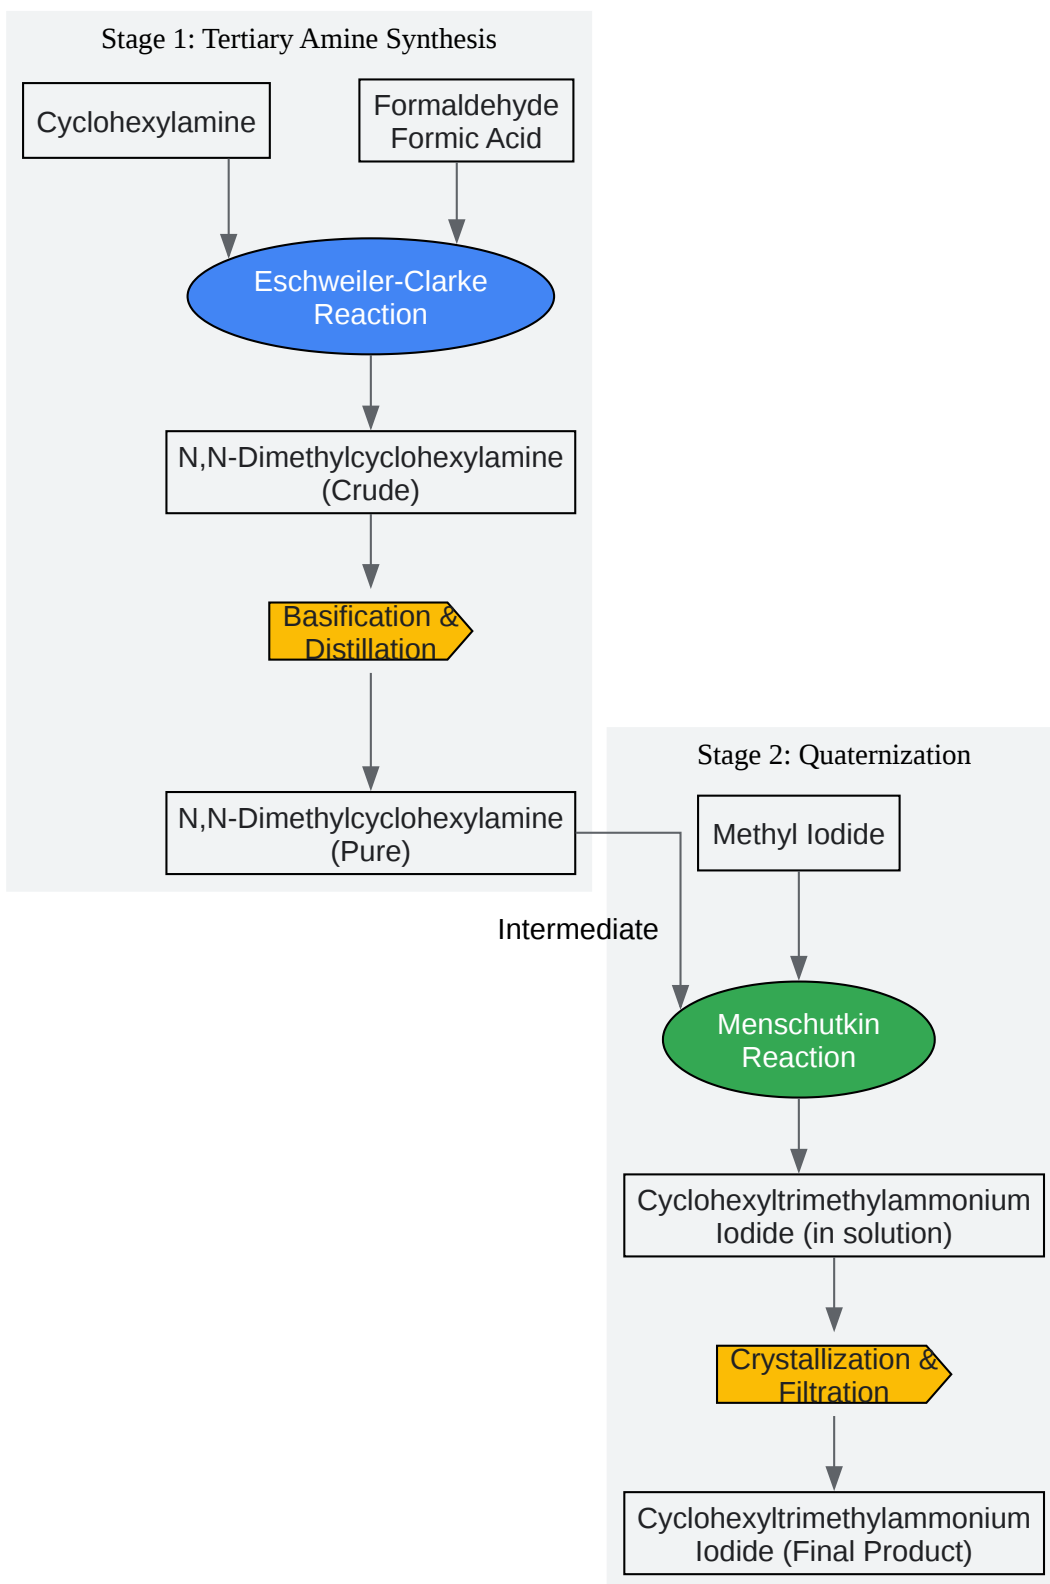 Stage 1: Tertiary Amine Synthesis
Cyclohexylamine
Formaldehyde
Formic Acid
Eschweiler-Clarke
Reaction
N,N-Dimethylcyclohexylamine
(Crude)
Basification &
Distillation
N,N-Dimethylcyclohexylamine
(Pure)
Intermediate
Stage 2: Quaternization
Methyl Iodide
Menschutkin
Reaction
Cyclohexyltrimethylammonium
Iodide (in solution)
Crystallization &
Filtration
Cyclohexyltrimethylammonium
Iodide (Final Product)